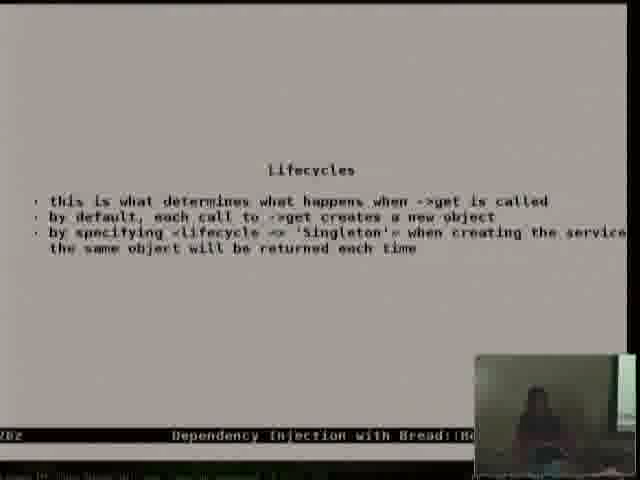 Lifecycles
· this is what determines what happens when ->get is called
· by default, each call to ->get creates a new object
· by specifying =lifecycle => 'Singleton'= when creating the service
the same object will be returned each time
Dependency Injection with Bread::